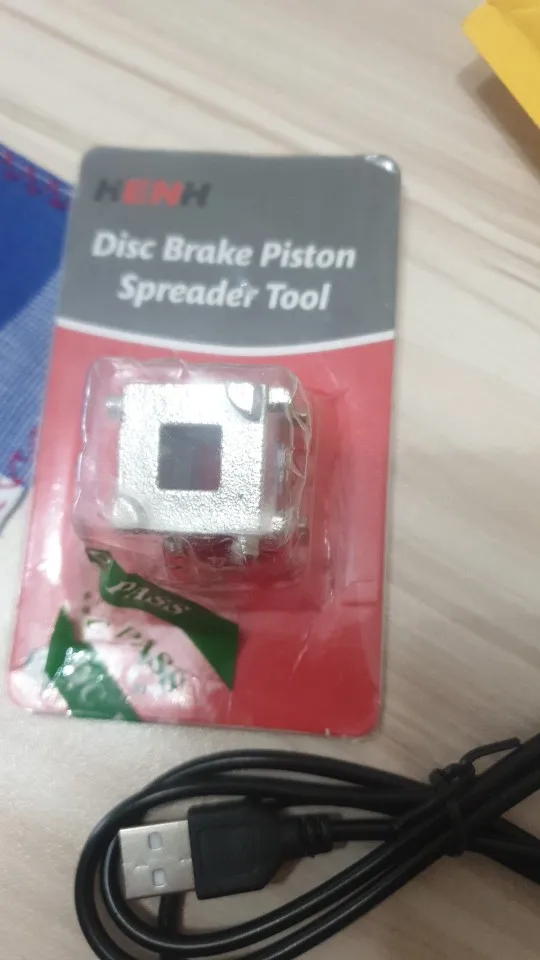 HENH
Disc Brake Piston
Spreader Tool
PASS
C PASS